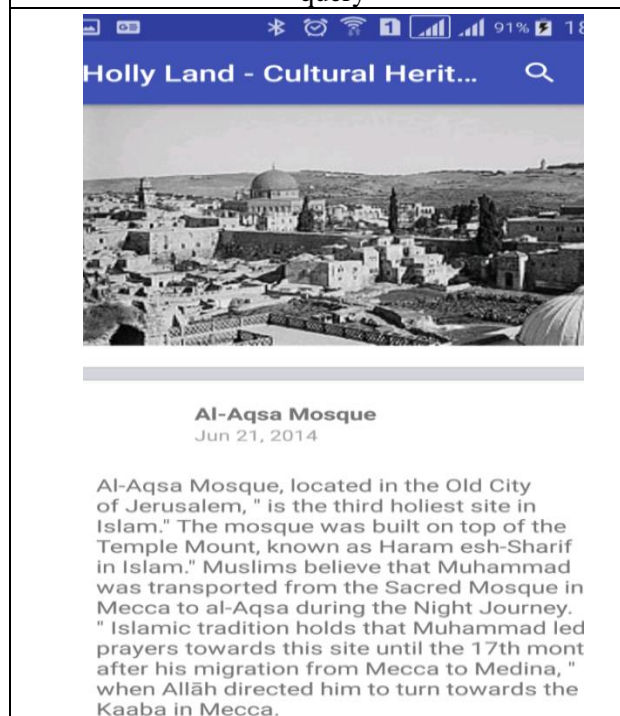 query
91% 18
Holly Land - Cultural Herit...
Al-Aqsa Mosque
Jun 21, 2014
Al-Aqsa Mosque, located in the Old City
of Jerusalem, " is the third holiest site in
Islam." The mosque was built on top of the
Temple Mount, known as Haram esh-Sharif
in Islam." Muslims believe that Muhammad
was transported from the Sacred Mosque in
Mecca to al-Aqsa during the Night Journey.
" Islamic tradition holds that Muhammad led
prayers towards this site until the 17th mont
after his migration from Mecca to Medina, "
when Allāh directed him to turn towards the
Kaaba in Mecca.